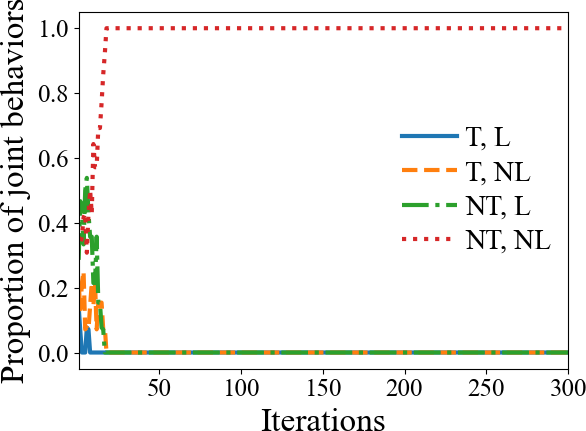 Proportion of joint behaviors
1.0
0.8
0.6
0.4
0.2
0.0
T, L
T, NL
NT, L
NT, NL
50 100 150 200 250 300
Iterations